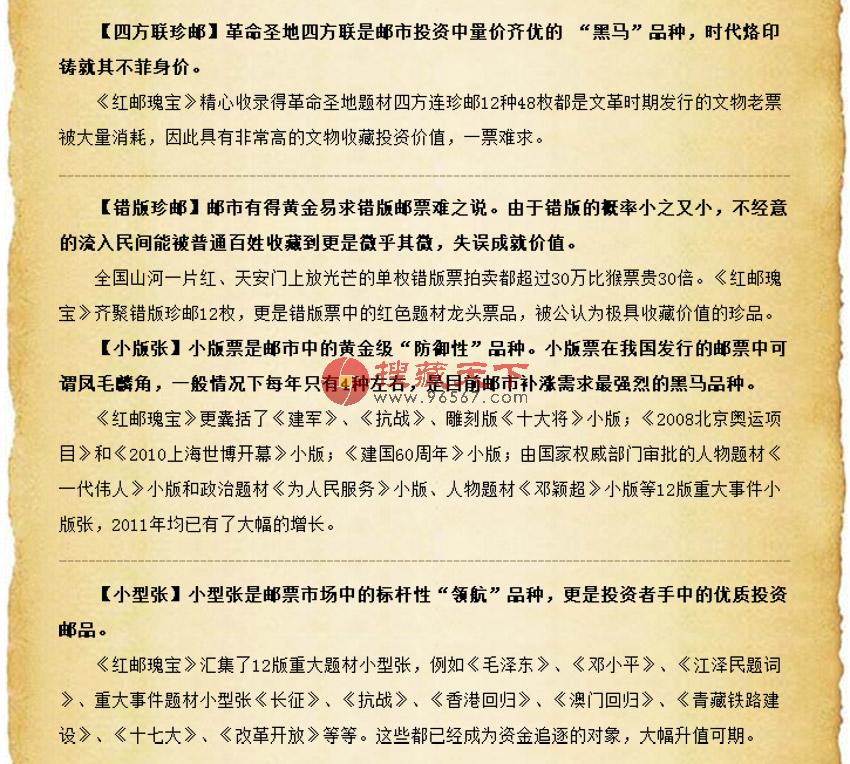 【四方联珍邮】革命圣地四方联是邮市投资中量价齐优的 “黑马”品种，时代烙印
铸就其不菲身价。
《红邮瑰宝》精心收录得革命圣地题材四方连珍邮12种48枚都是文革时期发行的文物老票
被大量消耗，因此具有非常高的文物收藏投资价值，一票难求。
【错版珍邮】邮市有得黄金易求错版邮票难之说。由于错版的概率小之又小，不经意
的流入民间能被普通百姓收藏到更是微乎其微，失误成就价值。
全国山河一片红、天安门上放光芒的单枚错版票拍卖都超过30万比猴票贵30倍。《红邮瑰
宝》齐聚错版珍邮12枚，更是错版票中的红色题材龙头票品，被公认为极具收藏价值的珍品。
【小版张】小版票是邮市中的黄金级“防御性”品种。小版票在我国发行的邮票中可
谓凤毛麟角，一般情况下每年只有4种左右，是目前邮市补涨需求最强烈的黑马品种。
搜藏天下
www.96567.com
《红邮瑰宝》更囊括了《建军》、《抗战》、雕刻版《十大将》小版；《2008北京奥运项
目》和《2010上海世博开幕》小版；《建国60周年》小版；由国家权威部门审批的人物题材《
一代伟人》小版和政治题材《为人民服务》小版、人物题材《邓颖超》小版等12版重大事件小
版张，2011年均已有了大幅的增长。
【小型张】小型张是邮票市场中的标杆性“领航”品种，更是投资者手中的优质投资
邮品。
《红邮瑰宝》汇集了12版重大题材小型张，例如《毛泽东》、《邓小平》、《江泽民题词
》、重大事件题材小型张《长征》、《抗战》、《香港回归》、《澳门回归》、《青藏铁路建
设》、《十七大》、《改革开放》等等。这些都已经成为资金追逐的对象，大幅升值可期。